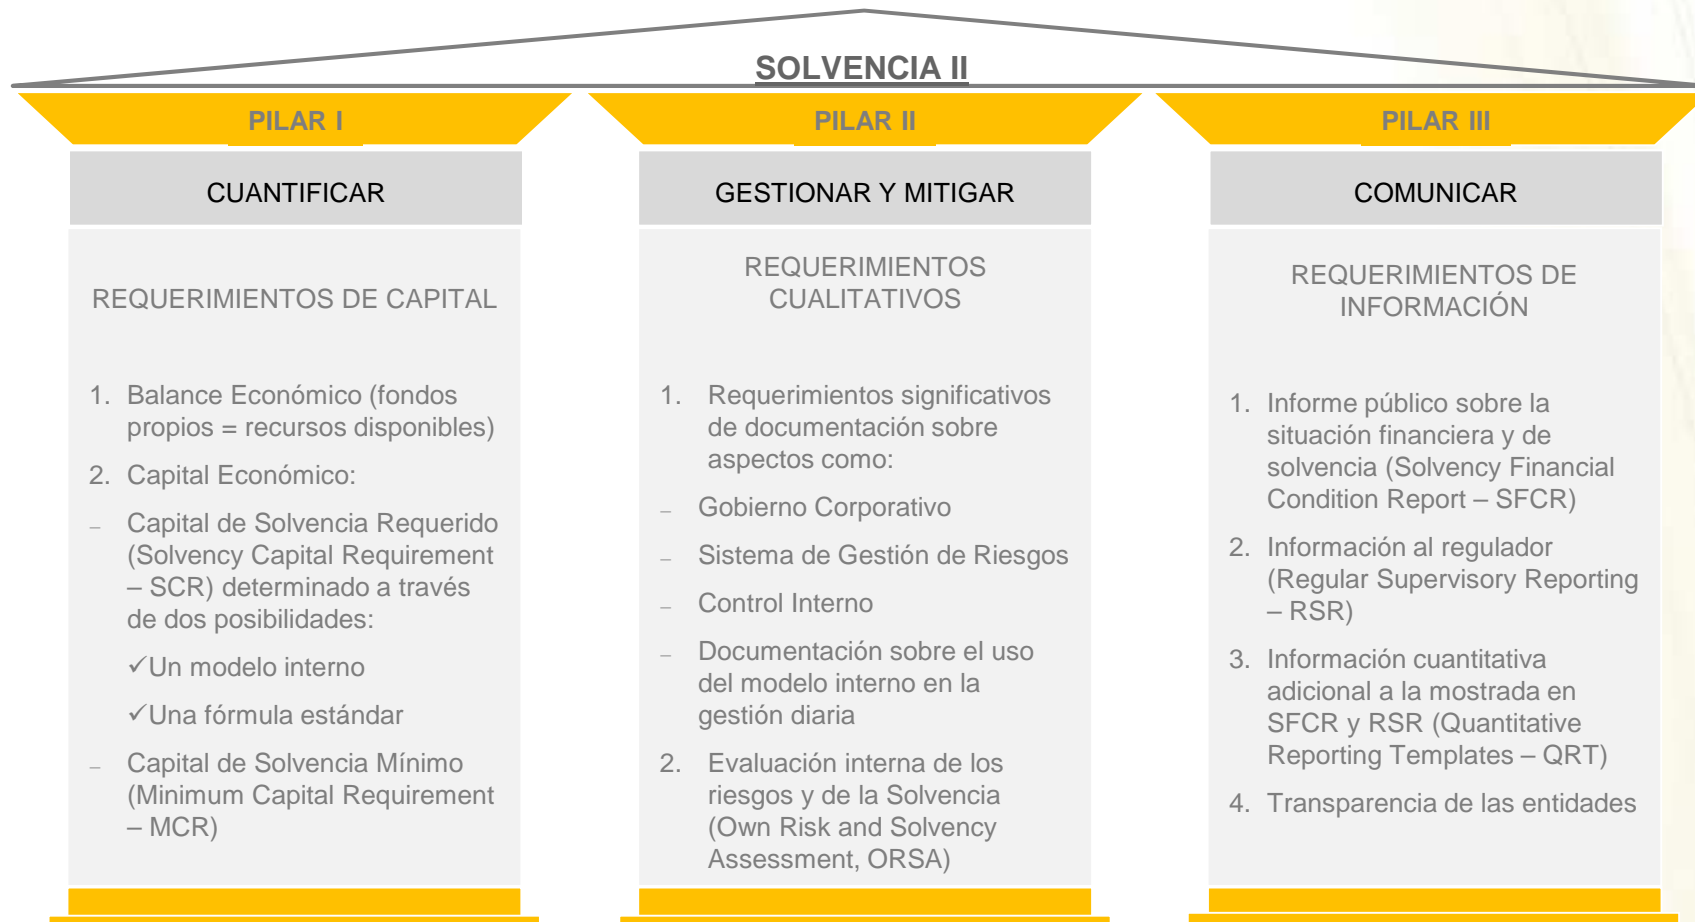 SOLVENCIA II
PILAR I
CUANTIFICAR
REQUERIMIENTOS DE CAPITAL
1. Balance Económico (fondos
propios = recursos disponibles)
2. Capital Económico:
– Capital de Solvencia Requerido
(Solvency Capital Requirement
– SCR) determinado a través
de dos posibilidades:
✓Un modelo interno
✓Una fórmula estándar
– Capital de Solvencia Mínimo
(Minimum Capital Requirement
– MCR)
PILAR II
GESTIONAR Y MITIGAR
REQUERIMIENTOS
CUALITATIVOS
1. Requerimientos significativos
de documentación sobre
aspectos como:
– Gobierno Corporativo
– Sistema de Gestión de Riesgos
– Control Interno
– Documentación sobre el uso
del modelo interno en la
gestión diaria
2. Evaluación interna de los
riesgos y de la Solvencia
(Own Risk and Solvency
Assessment, ORSA)
PILAR III
COMUNICAR
REQUERIMIENTOS DE
INFORMACIÓN
1. Informe público sobre la
situación financiera y de
solvencia (Solvency Financial
Condition Report – SFCR)
2. Información al regulador
(Regular Supervisory Reporting
– RSR)
3. Información cuantitativa
adicional a la mostrada en
SFCR y RSR (Quantitative
Reporting Templates – QRT)
4. Transparencia de las entidades